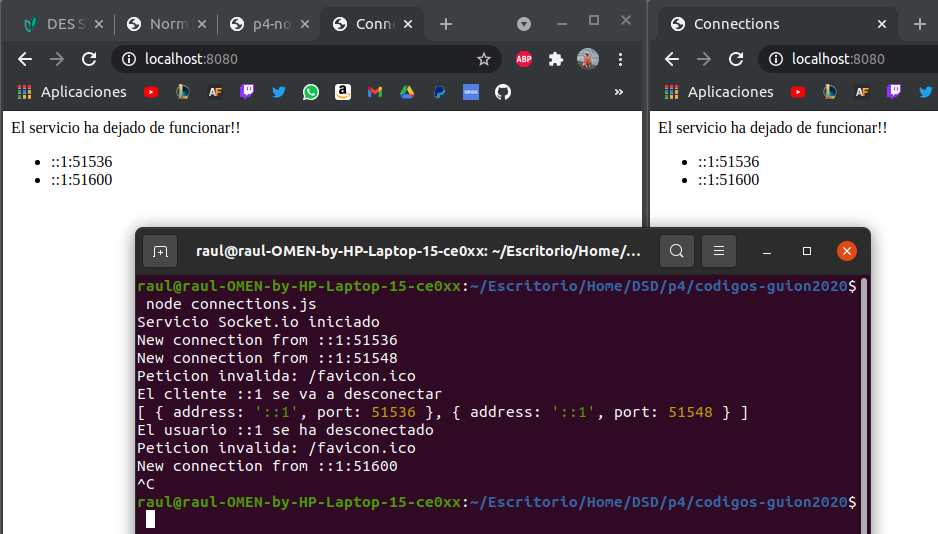 DES S
Norm
p4-no
Conn
Connections
localhost:8080
ABP
localhost:8080
Aplicaciones
AF
»
Aplicaciones
AF
El servicio ha dejado de funcionar!!
El servicio ha dejado de funcionar!!
::1:51536
::1:51536
::1:51600
::1:51600
raul@raul-OMEN-by-HP-Laptop-15-ce0xx: ~/Escritorio/Home/...
raul@raul-OMEN-by-HP-Laptop-15-ce0xx:~/Escritorio/Home/DSD/p4/codigos-guion2020$
node connections.js
Servicio Socket.io iniciado
New connection from ::1:51536
New connection from ::1:51548
Peticion invalida: /favicon.ico
El cliente ::1 se va a desconectar
[ { address: '::1', port: 51536 }, { address: '::1', port: 51548 } ]
El usuario ::1 se ha desconectado
Peticion invalida: /favicon.ico
New connection from ::1:51600
^C
raul@raul-OMEN-by-HP-Laptop-15-ce0xx:~/Escritorio/Home/DSD/p4/codigos-guion2020$